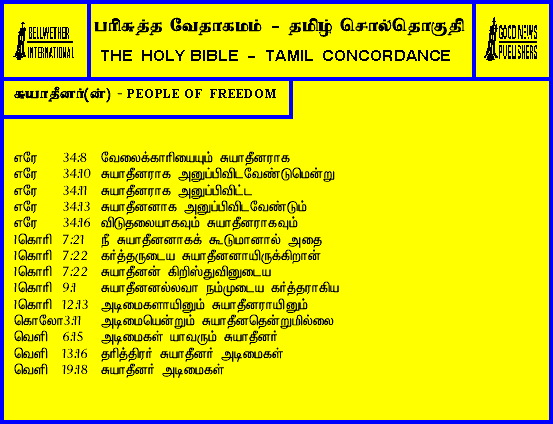 BELLWETHER
INTERNATIONAL
பரிசுத்த வேதாகமம் - தமிழ் சொல்தொகுதி
THE HOLY BIBLE - TAMIL CONCORDANCE
GOOD NEWS
PUBLISHERS
சுயாதீனர்(ன்) - PEOPLE OF FREEDOM
எரே 34:8 வேலைக்காரியையும் சுயாதீனராக
எரே 34:10 சுயாதீனராக அனுப்பிவிடவேண்டுமென்று
எரே 34:11 சுயாதீனராக அனுப்பிவிட்ட
எரே 34:13 சுயாதீனனாக அனுப்பிவிடவேண்டும்
எரே 34:16 விடுதலையாகவும் சுயாதீனராகவும்
1கொரி 7:21 நீ சுயாதீனனாகக் கூடுமானால் அதை
1கொரி 7:22 கர்த்தருடைய சுயாதீனனாயிருக்கிறான்
1கொரி 7:22 சுயாதீனன் கிறிஸ்துவினுடைய
1கொரி 9:1 சுயாதீனனல்லவா நம்முடைய கர்த்தராகிய
1கொரி 12:13 அடிமைகளாயினும் சுயாதீனராயினும்
கொலோ3:11 அடிமையென்றும் சுயாதீனதென்றுமில்லை
வெளி 6:15 அடிமைகள் யாவரும் சுயாதீனர்
வெளி 13:16 தரித்திரர் சுயாதீனர் அடிமைகள்
வெளி 19:18 சுயாதீனர் அடிமைகள்